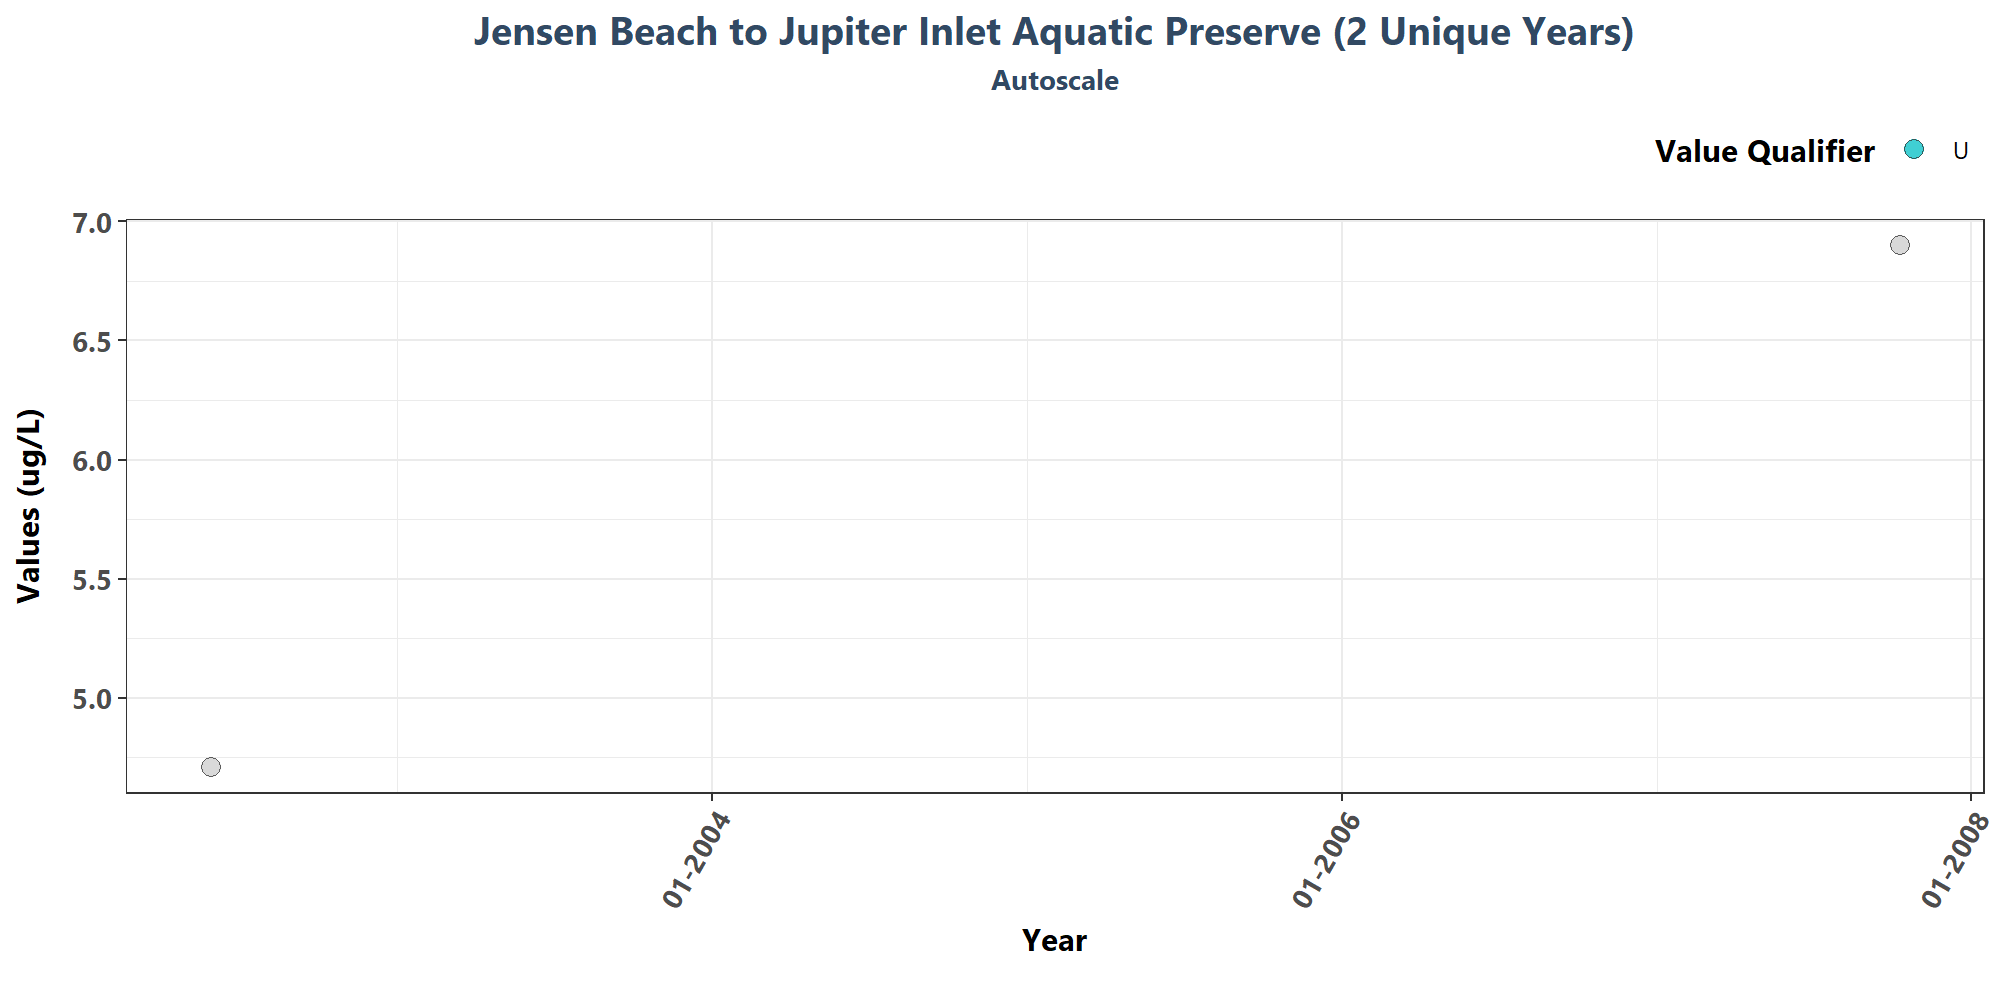 Jensen Beach to Jupiter Inlet Aquatic Preserve (2 Unique Years)
Autoscale
Value Qualifier U
7.0
6.5
6.0
5.5
5.0
Values (ug/L)
01-2004
01-2006
01-2008
Year